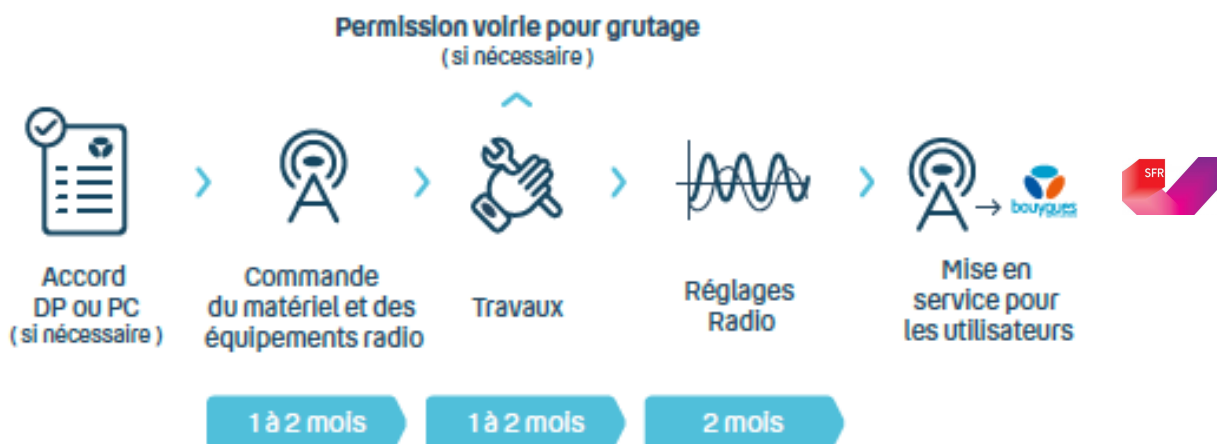 Permission voirie pour grutage
( si nécessaire )
Accord
DP ou PC
( si nécessaire )
Commande
du matériel et des
équipements radio
Travaux
Réglages
Radio
bouygues
SFR
Mise en
service pour
les utilisateurs
1 à 2 mois
1 à 2 mois
2 mois